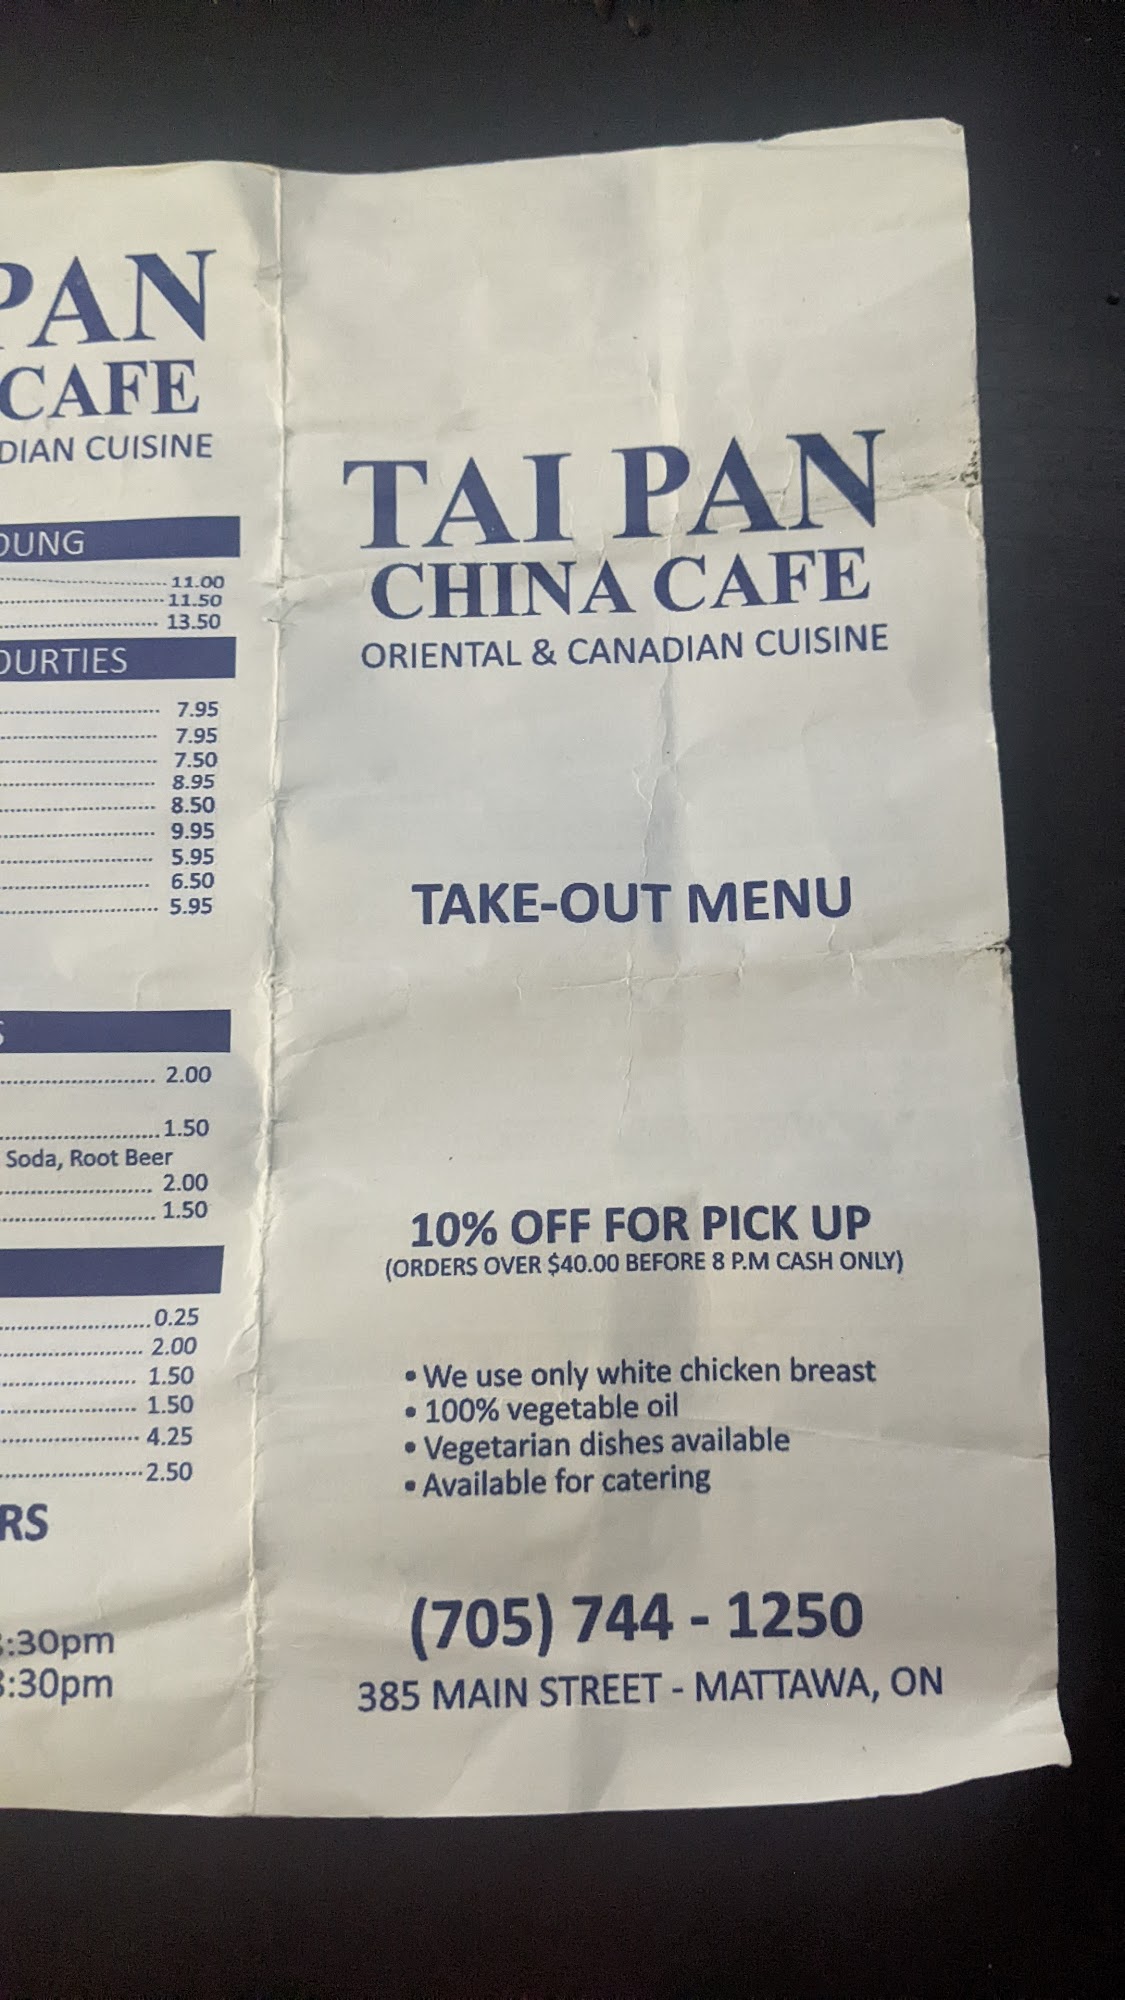 PAN
CAFE
DIAN CUISINE
OUNG
11.00
11.50
13.50
OURTIES
7.95
7.95
7.50
8.95
8.50
9.95
5.95
6.50
5.95
S
2.00
1.50
Soda, Root Beer
2.00
1.50
0.25
2.00
1.50
1.50
4.25
2.50
RS
:30pm
:30pm
TAI PAN
CHINA CAFE
ORIENTAL & CANADIAN CUISINE
TAKE-OUT MENU
10% OFF FOR PICK UP
(ORDERS OVER $40.00 BEFORE 8 P.M CASH ONLY)
• We use only white chicken breast
• 100% vegetable oil
• Vegetarian dishes available
• Available for catering
(705) 744 - 1250
385 MAIN STREET - MATTAWA, ON